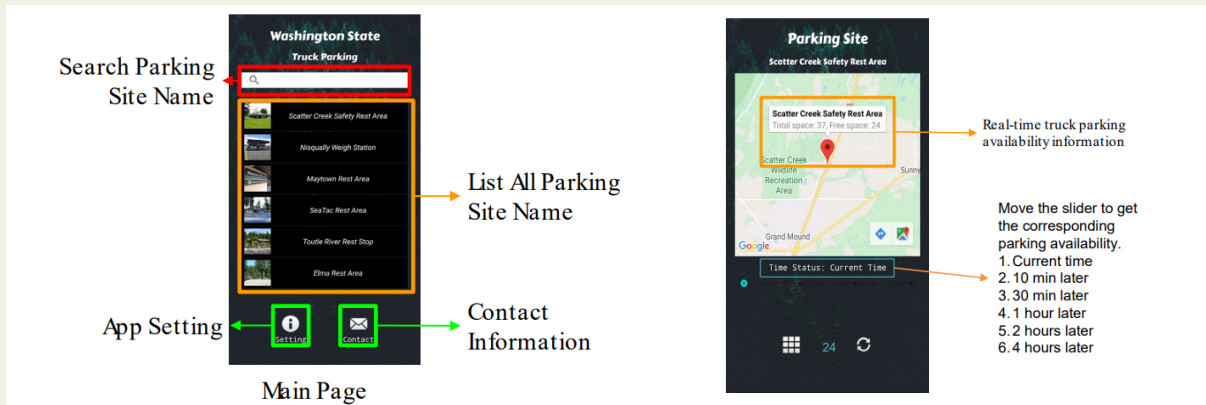 Washington State
Truck Parking
Search Parking
Site Name
Scatter Creek Safety Rest Area
Nisqually Weigh Station
Maytown Rest Area
SeaTac Rest Area
Toutle River Rest Stop
Elma Rest Area
List All Parking
Site Name
App Setting
Setting
Contact
Contact
Information
Main Page
Parking Site
Scatter Creek Safety Rest Area
Scatter Creek Safety Rest Area
Total space: 37, Free space: 24
Scatter Creek
Wildlife
Recreation
Area
Sunny
Grand Mound
Google
Time Status: Current Time
24
Real-time truck parking
availability information
Move the slider to get
the corresponding
parking availability.
1. Current time
2. 10 min later
3. 30 min later
4. 1 hour later
5. 2 hours later
6. 4 hours later